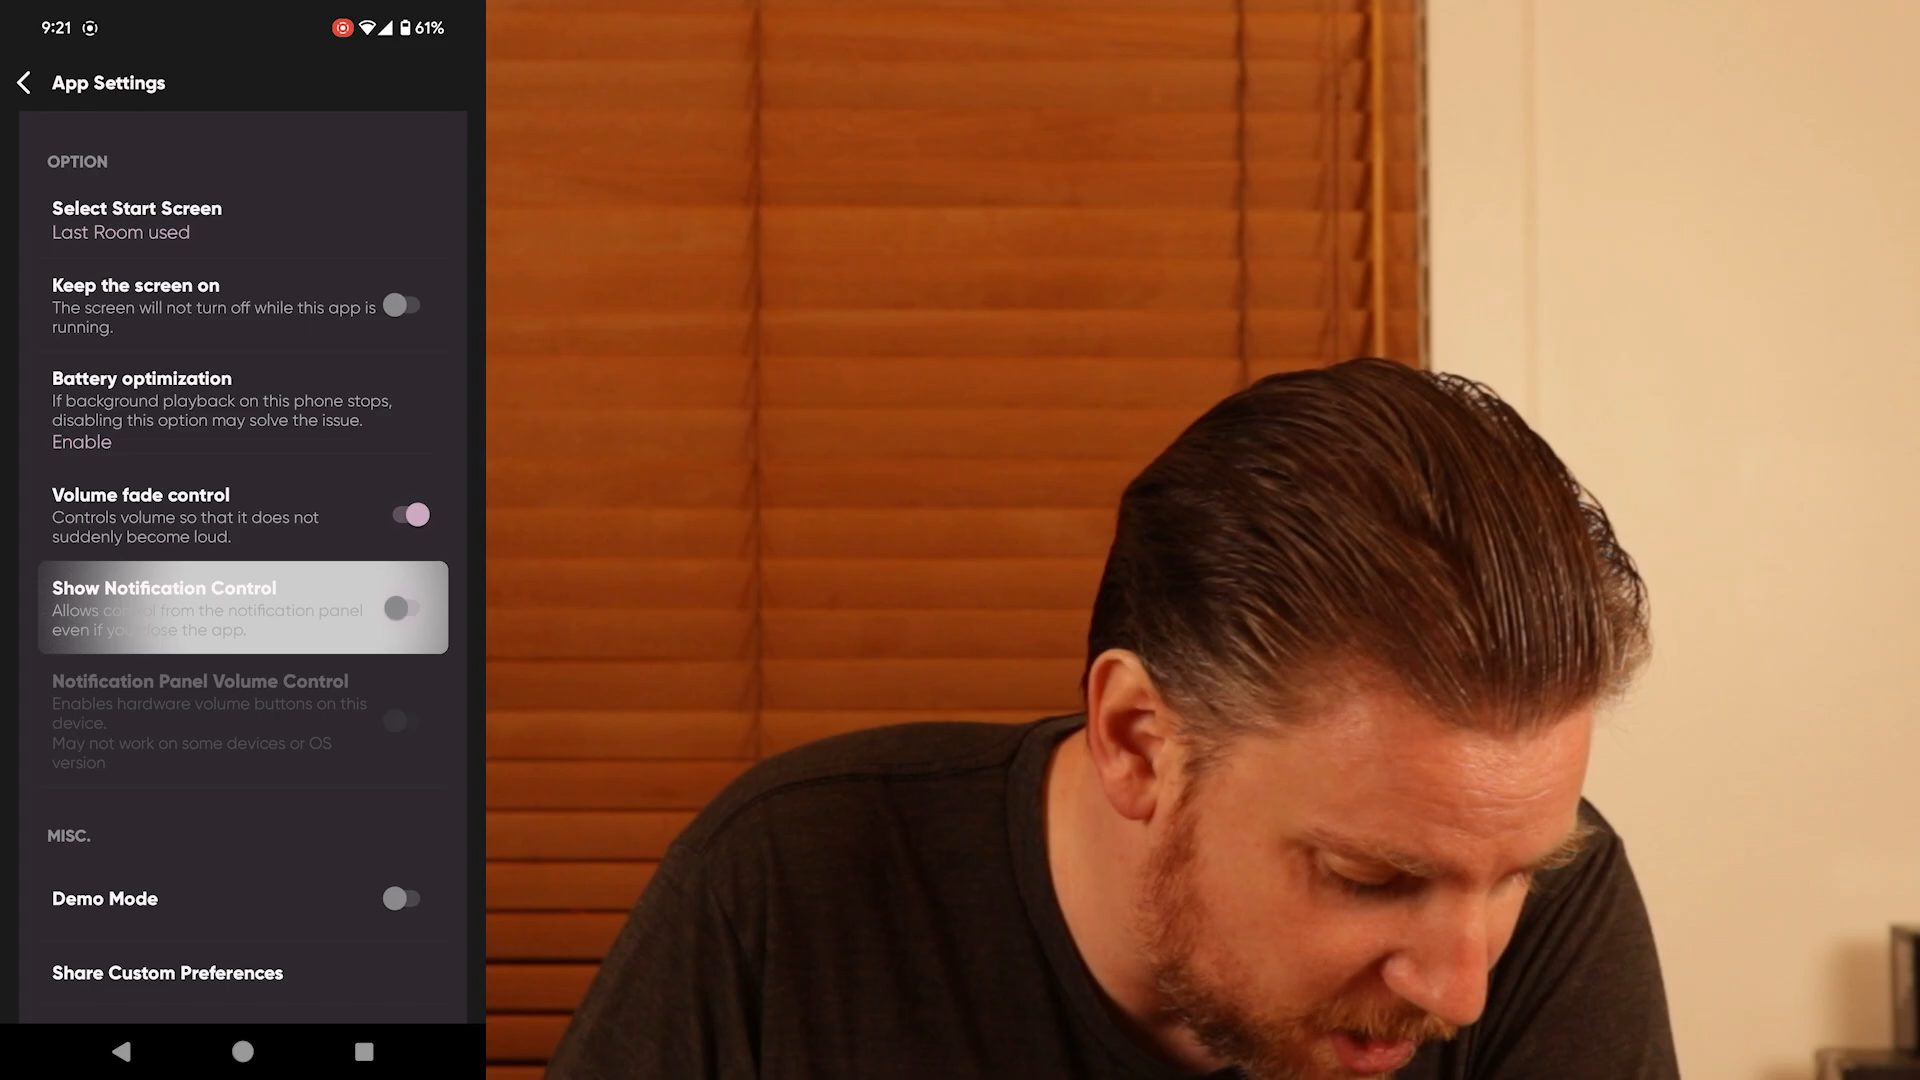 9:21
61%
App Settings
OPTION
Select Start Screen
Last Room used
Keep the screen on
The screen will not turn off while this app is
running.
Battery optimization
If background playback on this phone stops,
disabling this option may solve the issue.
Enable
Volume fade control
Controls volume so that it does not
suddenly become loud.
Show Notification Control
Allows control from the notification panel
even if you close the app.
Notification Panel Volume Control
Enables hardware volume buttons on this
device.
May not work on some devices or OS
version
MISC.
Demo Mode
Share Custom Preferences